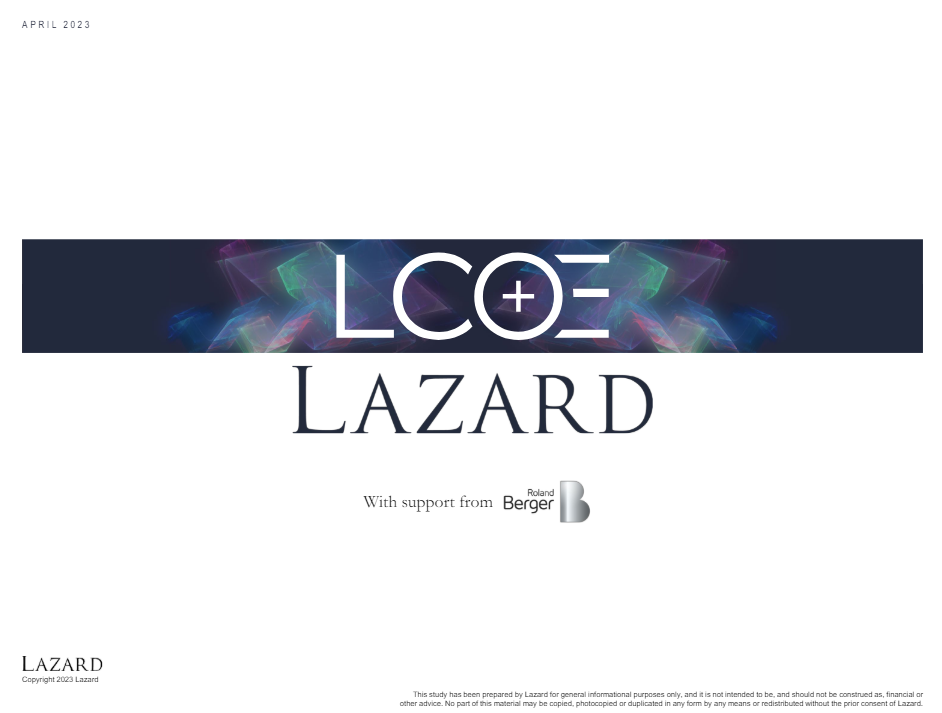 APRIL 2023
LCOE
+
LAZARD
With support from Roland Berger B
LAZARD
Copyright 2023 Lazard
This study has been prepared by Lazard for general informational purposes only, and it is not intended to be, and should not be construed as, financial or
other advice. No part of this material may be copied, photocopied or duplicated in any form by any means or redistributed without the prior consent of Lazard.